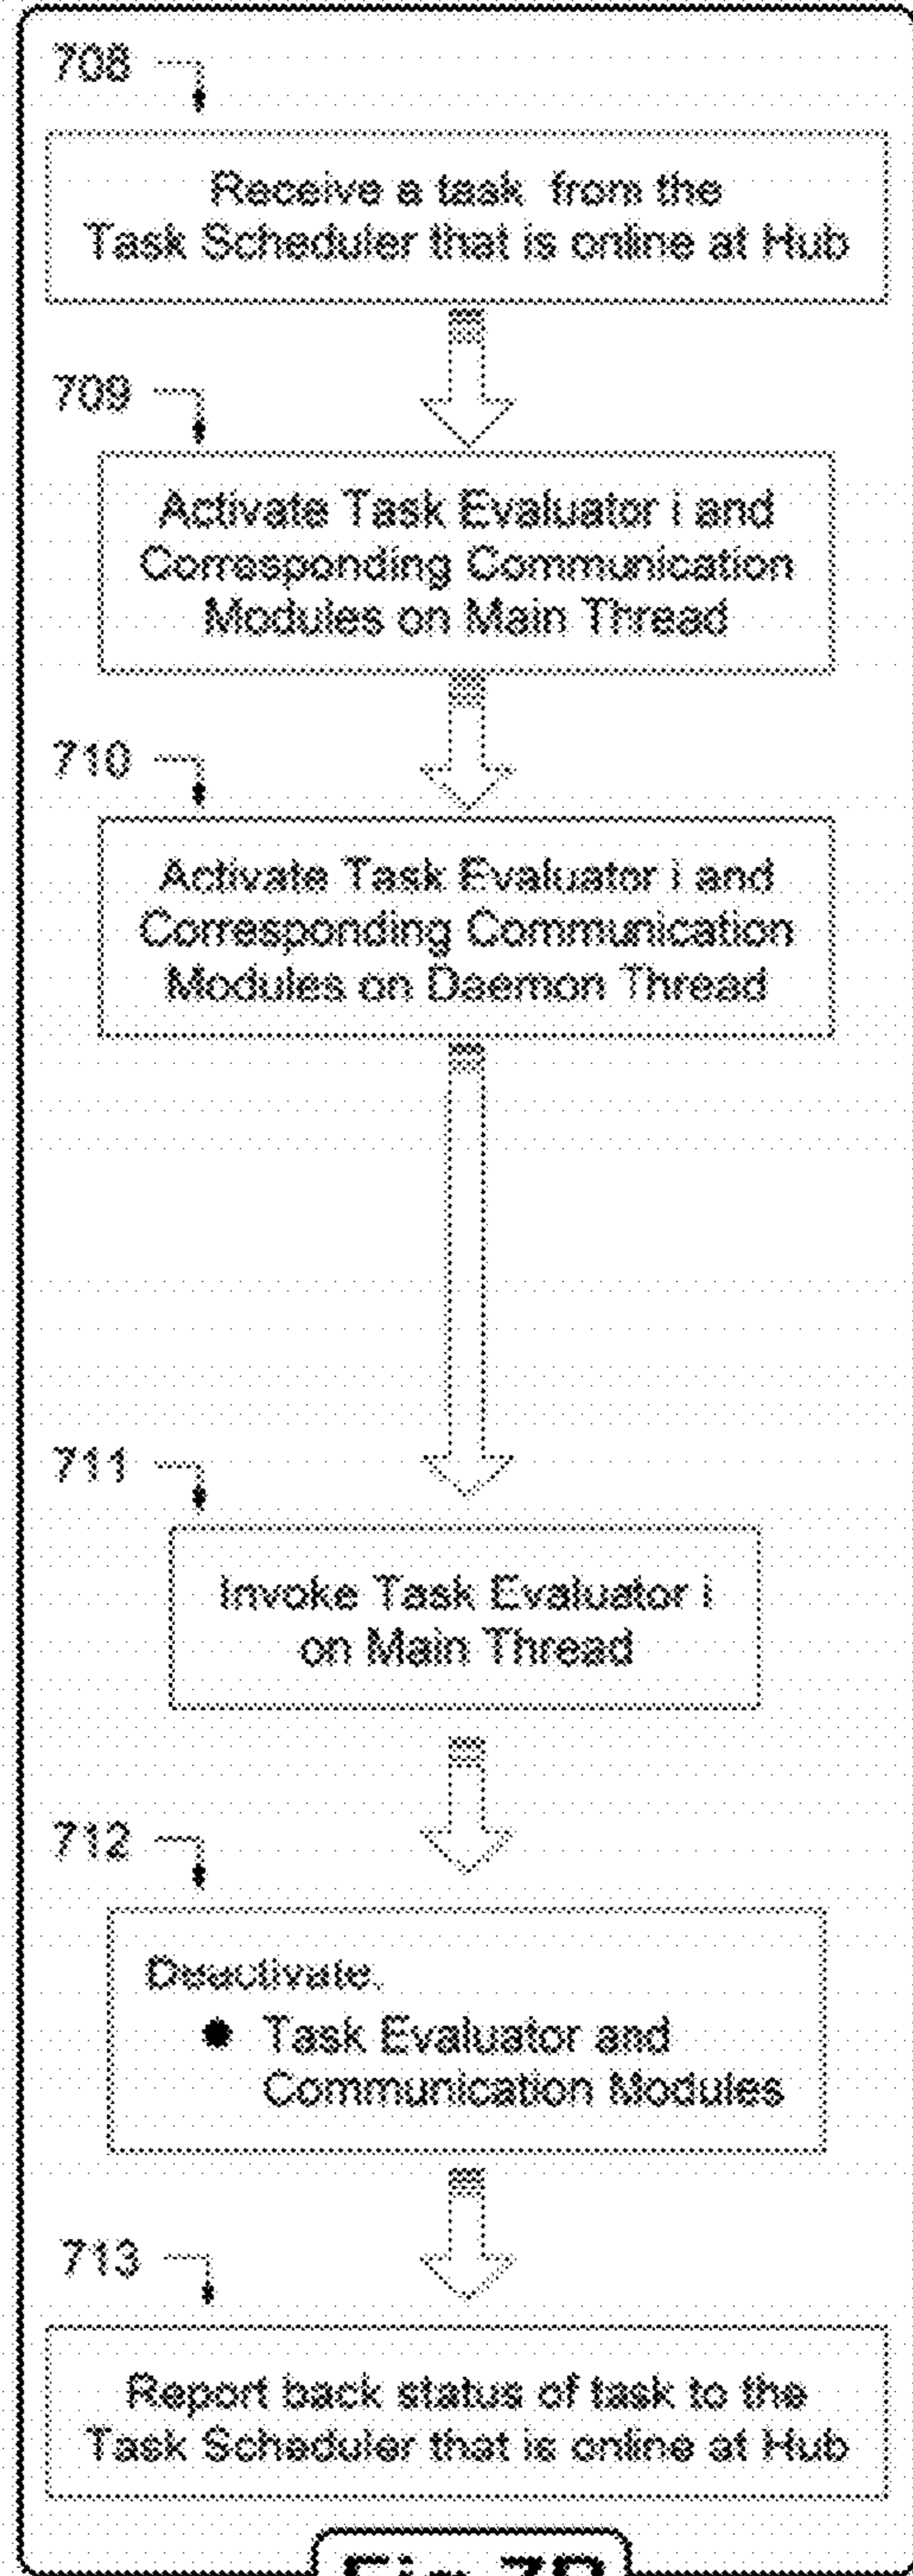 708
Receive a task from the
Task Scheduler that is online at Hub
709
Activate Task Evaluator i and
Corresponding Communication
Modules on Main Thread
710
Activate Task Evaluator i and
Corresponding Communication
Modules on Daemon Thread
711
Invoke Task Evaluator i
on Main Thread
712
Deactivate.
● Task Evaluator and
Communication Modules
713
Report back status of task to the
Task Scheduler that is online at Hub